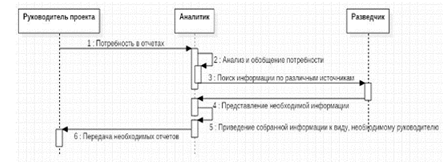 Руководитель проекта
Аналитик
Разведчик
1 : Потребность в отчетах
2 : Анализ и обобщение потребности
3 : Поиск информации по различным источникам
4 : Представление необходимой информации
5 : Приведение собранной информации к виду, необходимому руководителю
6 : Передача необходимых отчетов